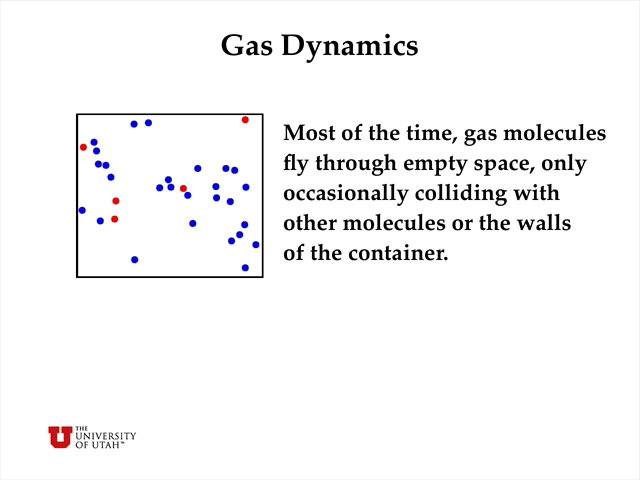 Gas Dynamics
Most of the time, gas molecules
fly through empty space, only
occasionally colliding with
other molecules or the walls
of the container.
THE
UNIVERSITY
OF UTAH™